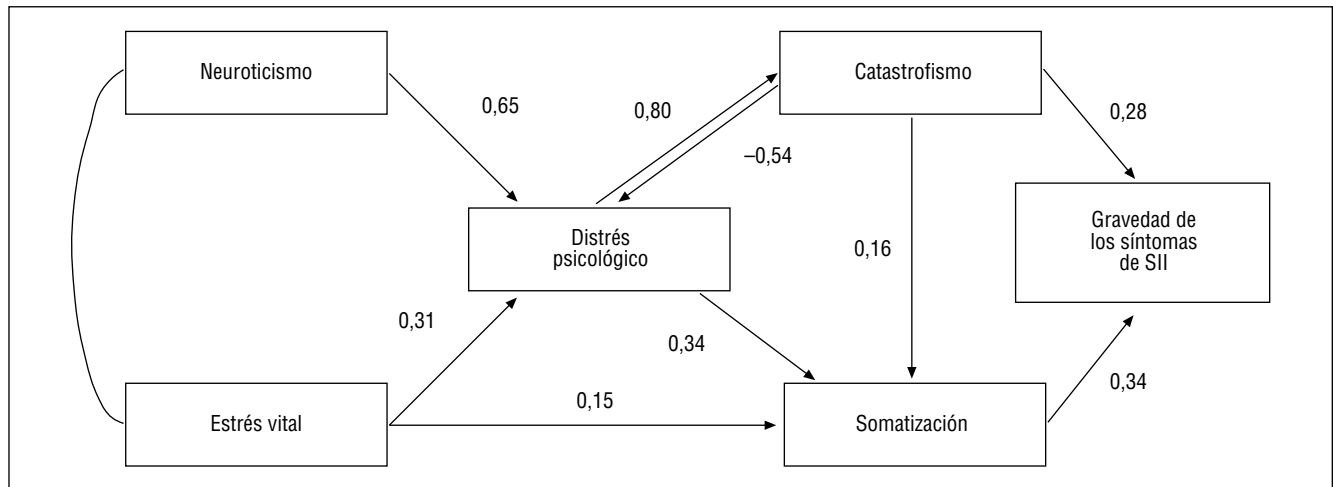 Neuroticismo
Catastrofismo
0,65
0,80
0,28
–0,54
Distrés
psicológico
Gravedad de
los síntomas
de SII
0,16
0,31
0,34
0,34
0,15
Estrés vital
Somatización